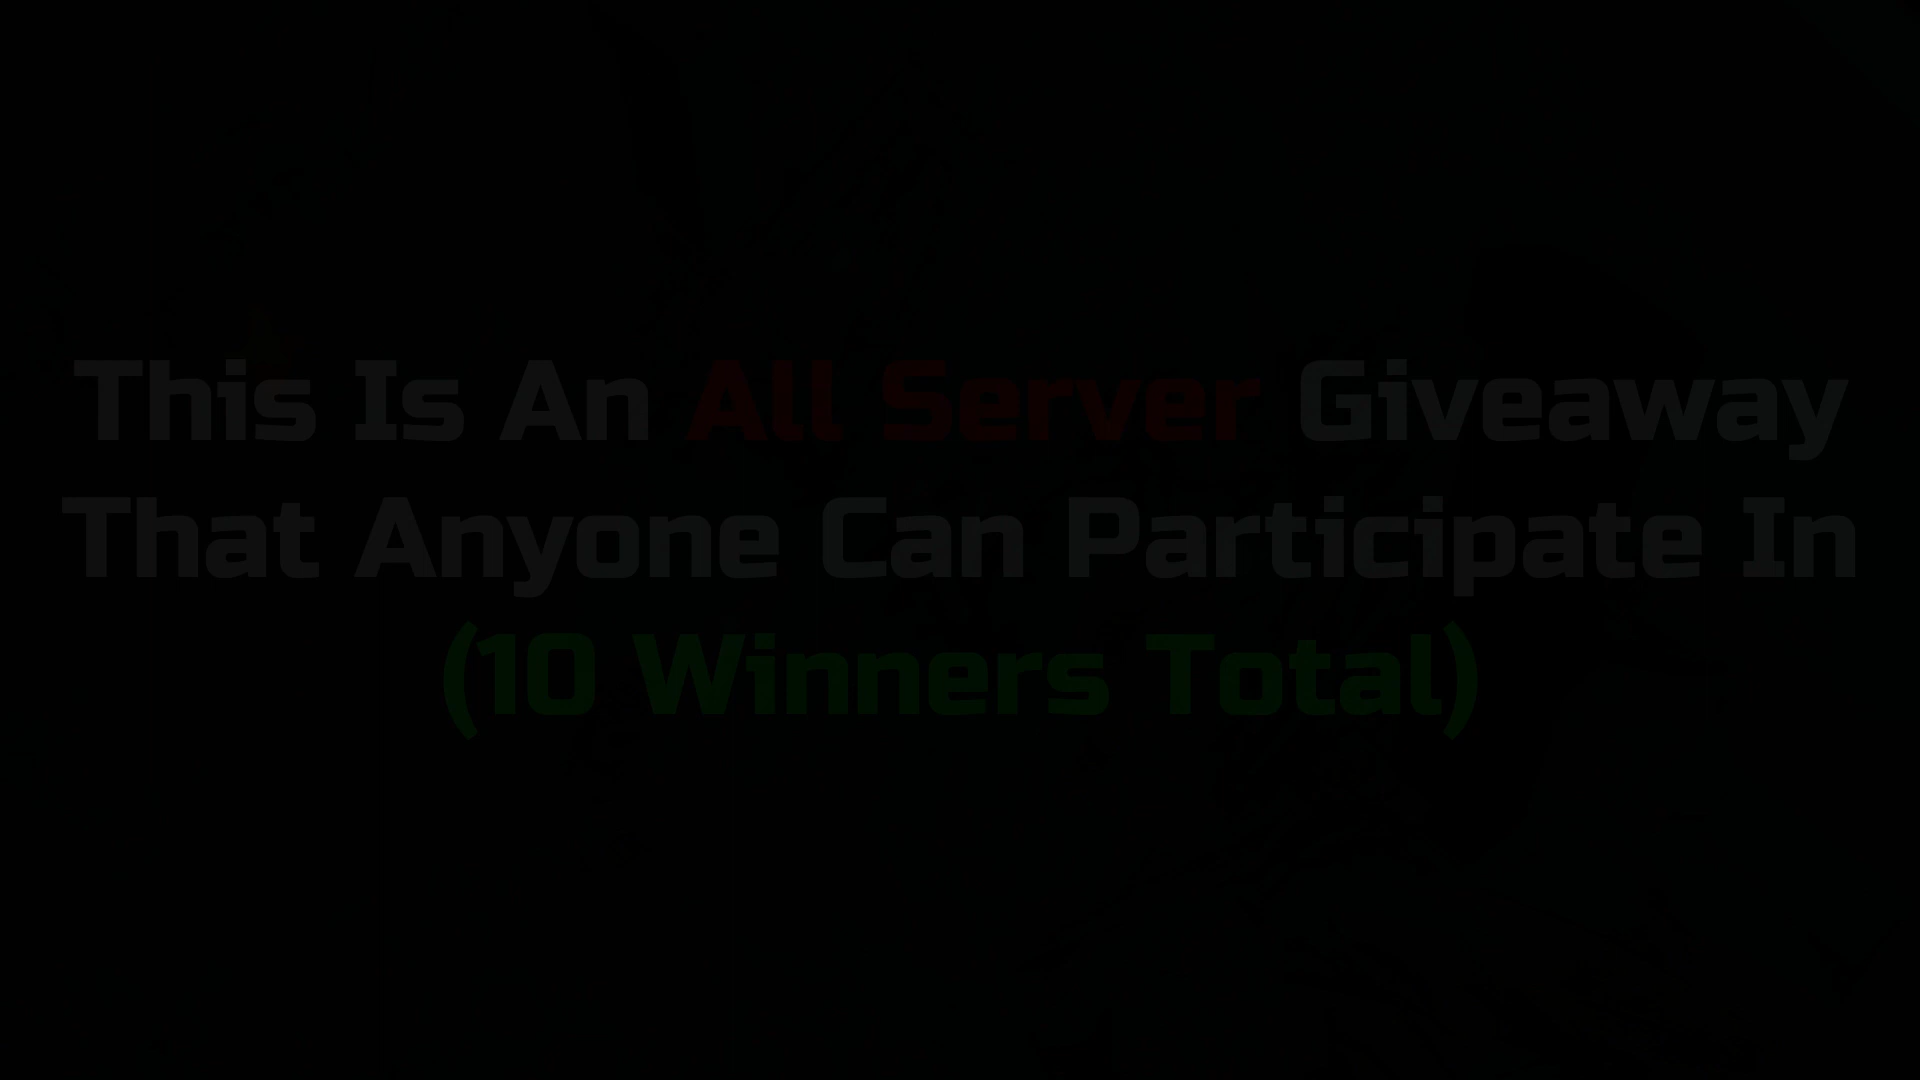 This Is An All Server Giveaway
That Anyone Can Participate In
(10 Winners Total)